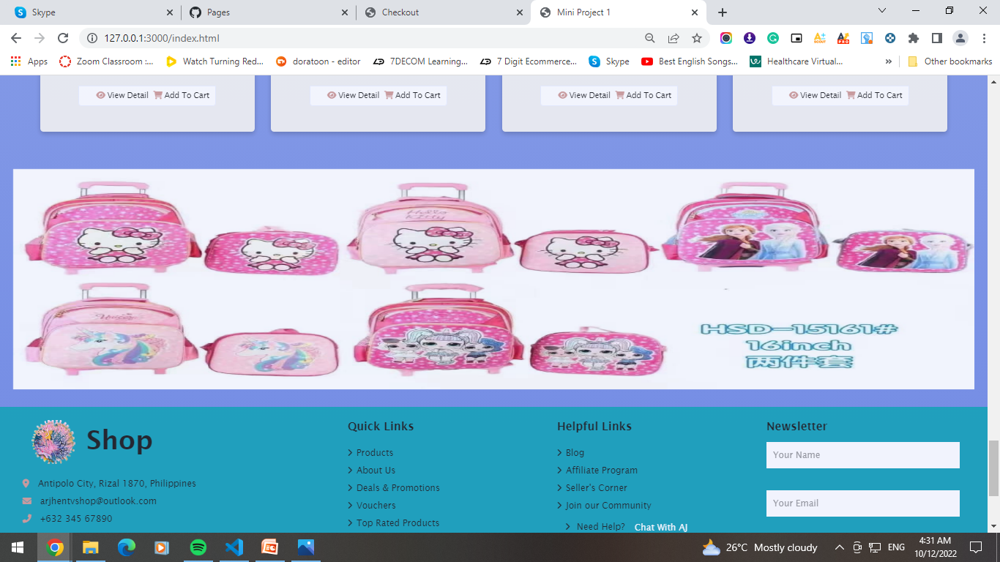 Skype
Pages
Checkout
Mini Project 1
127.0.0.1:3000/index.html
Apps
Zoom Classroom :...
Watch Turning Red...
doratoon - editor
7DECOM Learning...
7 Digit Ecommerce...
Skype
Best English Songs...
Healthcare Virtual...
»
Other bookmarks
View Detail Add To Cart
View Detail Add To Cart
View Detail Add To Cart
View Detail Add To Cart
Hello
Kitty
HSD-15161#
16inch
两件套
Shop
Antipolo City, Rizal 1870, Philippines
arjhentvshop@outlook.com
+632 345 67890
Quick Links
Products
About Us
Deals & Promotions
Vouchers
Top Rated Products
Helpful Links
Blog
Affiliate Program
Seller's Corner
Join our Community
Need Help? Chat With AJ
Newsletter
Your Name
Your Email
26°C Mostly cloudy
ENG
4:31 AM
10/12/2022